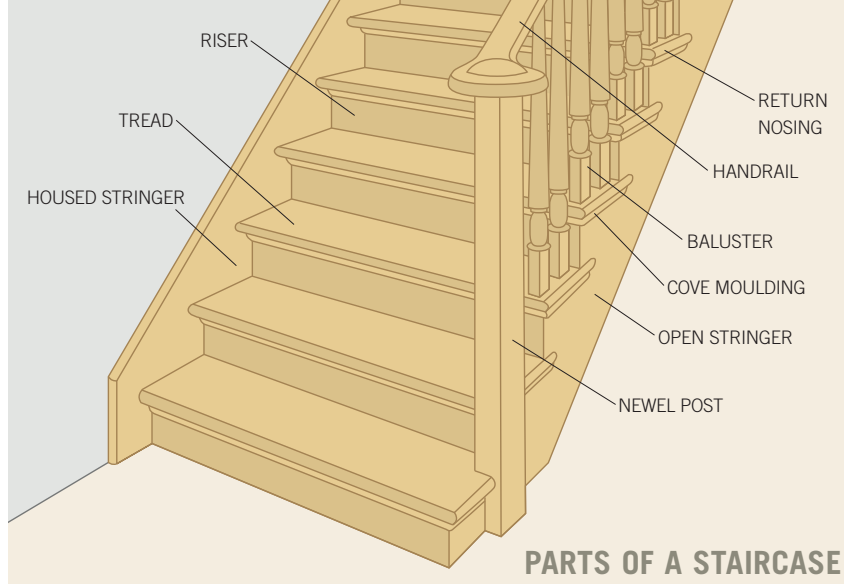 RISER
TREAD
HOUSED STRINGER
RETURN
NOSING
HANDRAIL
BALUSTER
COVE MOULDING
OPEN STRINGER
NEWEL POST
PARTS OF A STAIRCASE